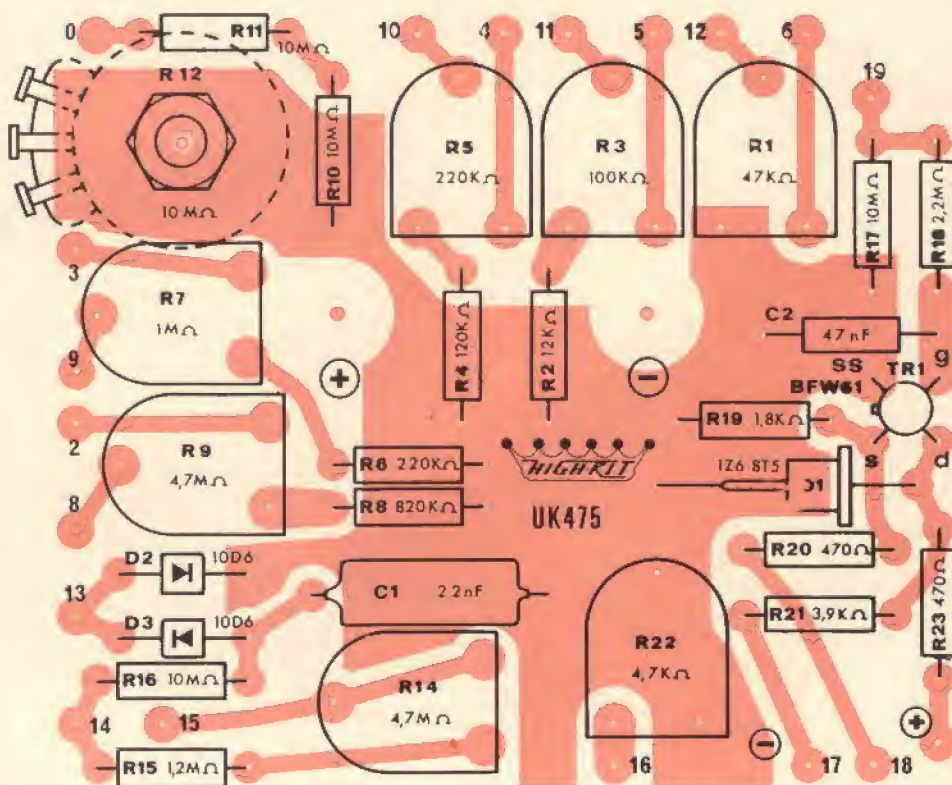 0
R11
10MΩ
10
4
11
5
12
6
19
R12
10MΩ
R10 10MΩ
R5
220KΩ
R3
100KΩ
R1
47KΩ
R17 10MΩ
R18 2.2MΩ
3
R7
1MΩ
9
+
R4 120KΩ
R2 12KΩ
−
C2
47nF
SS
TR1
g
BFW61
R19 1,8KΩ
s
d
2
R9
4,7MΩ
8
R6 220KΩ
R8 820KΩ
HIGH-KIT
UK475
1Z6 8T5
D1
R20 470Ω
R21 3,9KΩ
R23 470Ω
D2
10D6
13
D3
10D6
R16 10MΩ
C1 2.2nF
R14
4,7MΩ
R22
4,7KΩ
14
15
R15 1,2MΩ
16
−
17
18
+